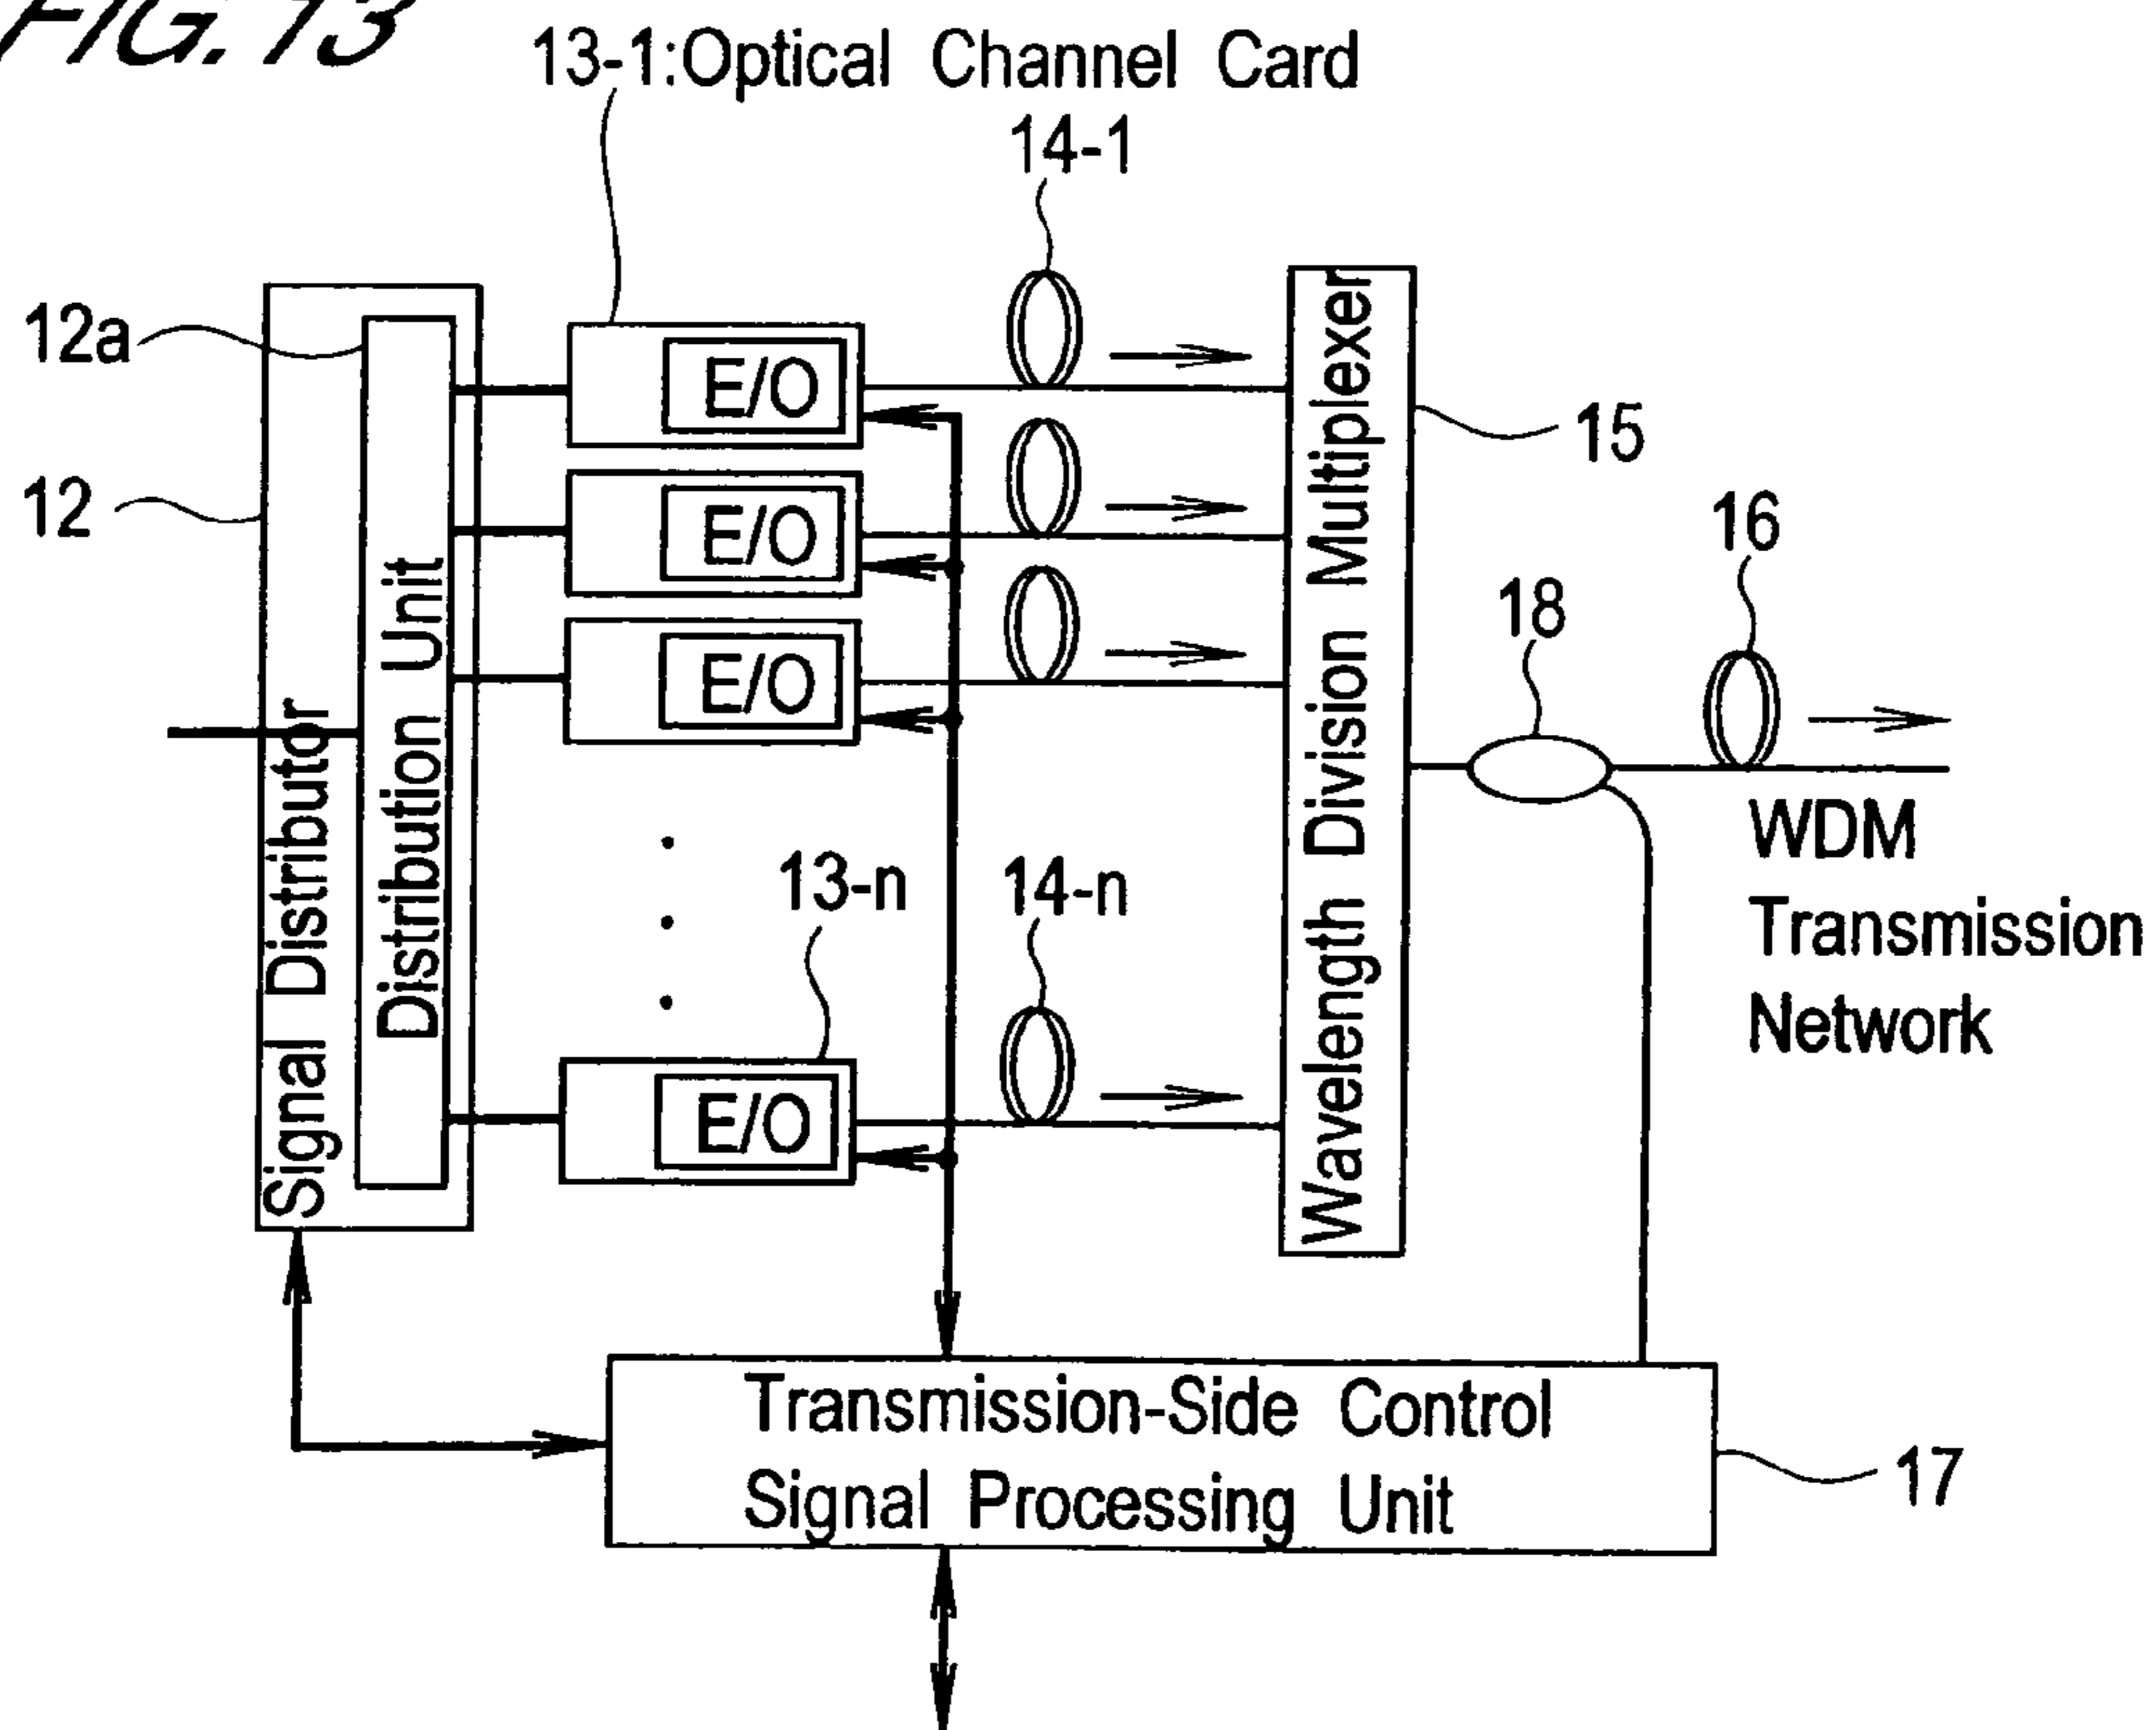 FIG. 13
13-1:Optical Channel Card
14-1
12a
12
E/O
E/O
E/O
E/O
15
16
18
13-n
14-n
Signal Distributor
Distribution Unit
Wavelength Division Multiplexer
WDM
Transmission
Network
Transmission-Side Control
Signal Processing Unit
17